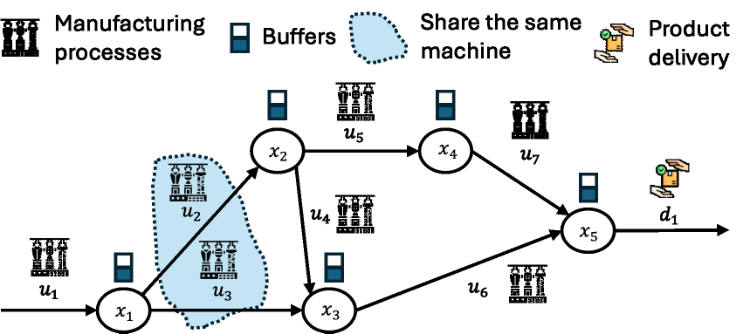 Manufacturing
processes
Buffers
Share the same
machine
Product
delivery
u₁
x₁
u₂
u₃
x₂
u₄
x₃
u₅
x₄
u₆
u₇
x₅
d₁